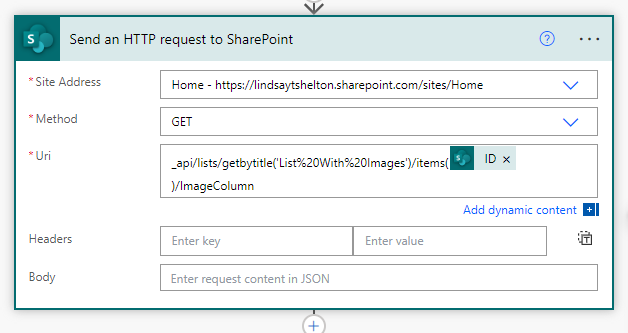 Send an HTTP request to SharePoint
* Site Address
Home - https://lindsaytshelton.sharepoint.com/sites/Home
* Method
GET
* Uri
_api/lists/getbytitle('List%20With%20Images')/items( ID ×
)/ImageColumn
Add dynamic content
Headers
Enter key Enter value
Body
Enter request content in JSON